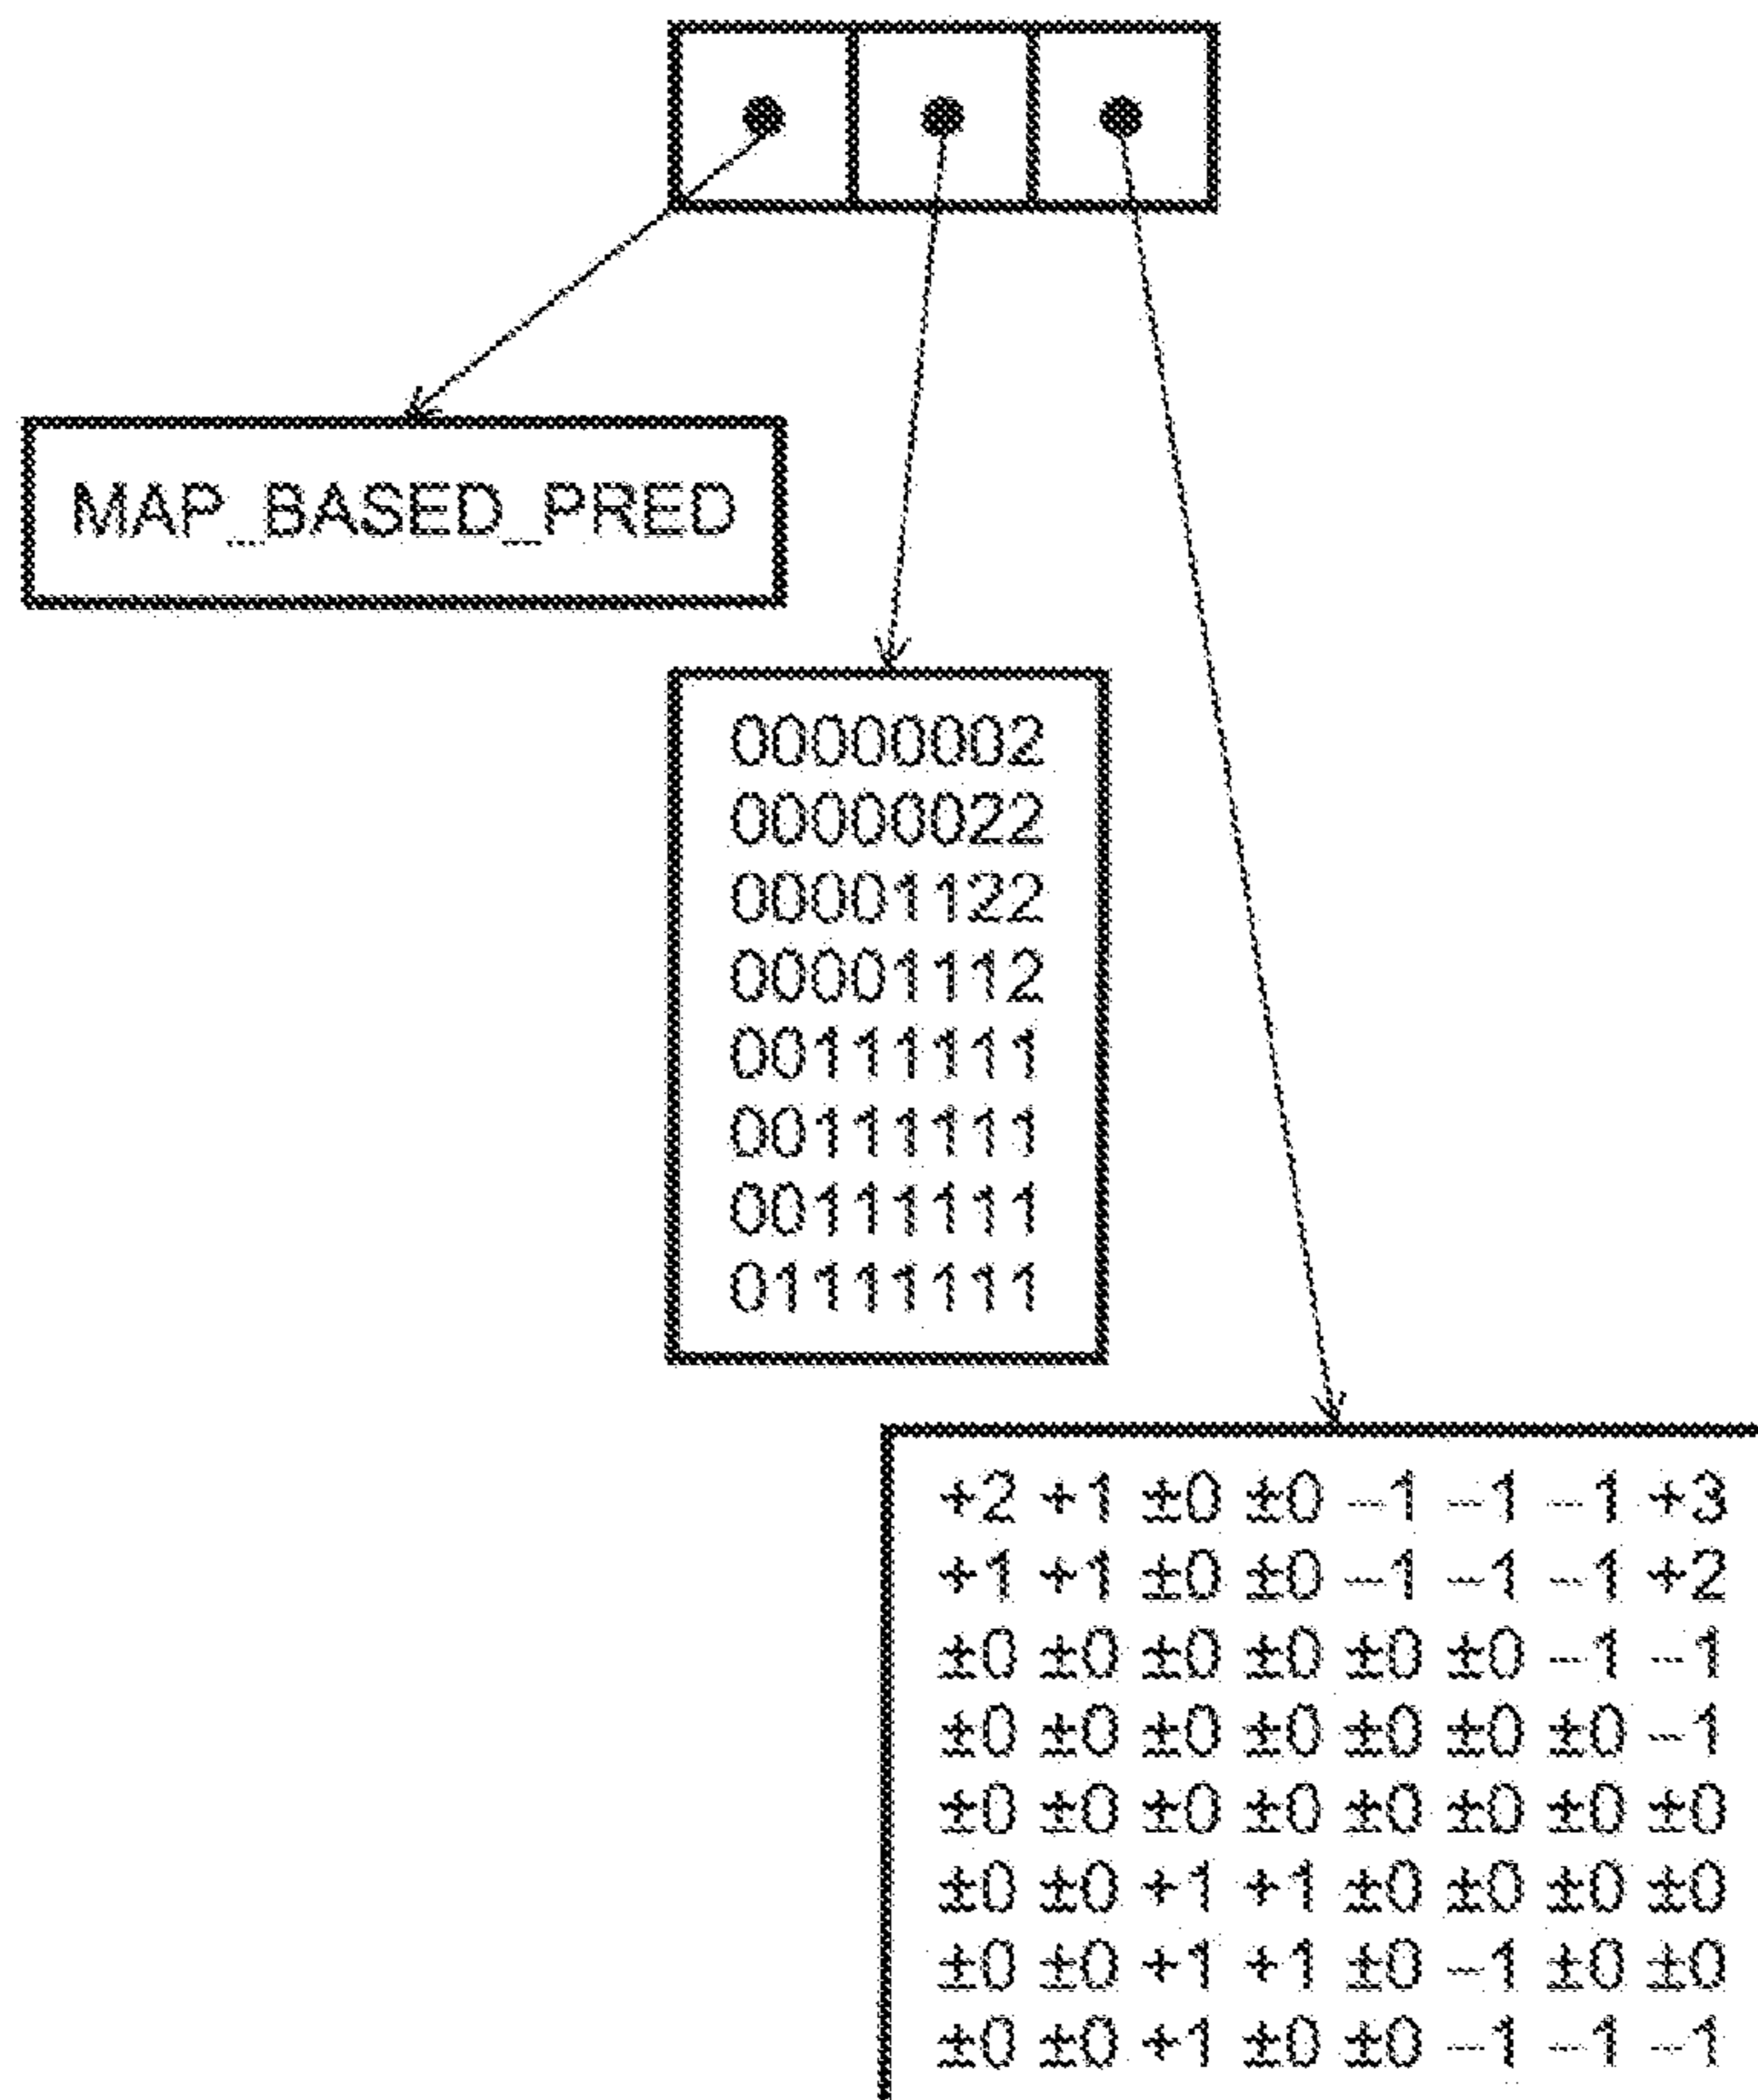 MAP_BASED_PRED
00000002
00000022
00001122
00001112
00111111
00111111
00111111
01111111
+2 +1 ±0 ±0 −1 −1 −1 +3
+1 +1 ±0 ±0 −1 −1 −1 +2
±0 ±0 ±0 ±0 ±0 ±0 −1 −1
±0 ±0 ±0 ±0 ±0 ±0 ±0 −1
±0 ±0 ±0 ±0 ±0 ±0 ±0 ±0
±0 ±0 +1 +1 ±0 ±0 ±0 ±0
±0 ±0 +1 +1 ±0 −1 ±0 ±0
±0 ±0 +1 ±0 ±0 −1 −1 −1